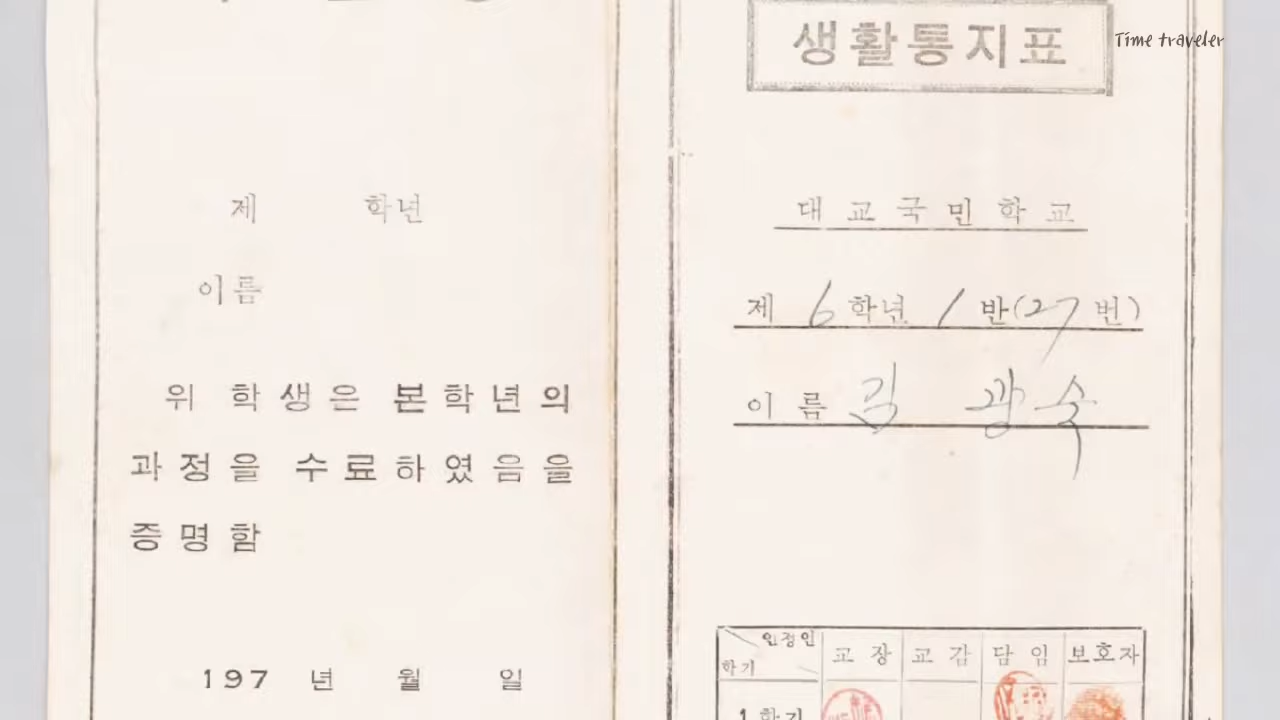 생활통지표
Time traveler
제 학년
이름
위 학생은 본학년의
과정을 수료하였음을
증명함
197 년 월 일
대교국민학교
제 6 학년 1 반(27 번)
이름 김 광숙
인정인
학기
교장 교감 담임 보호자
1 학기